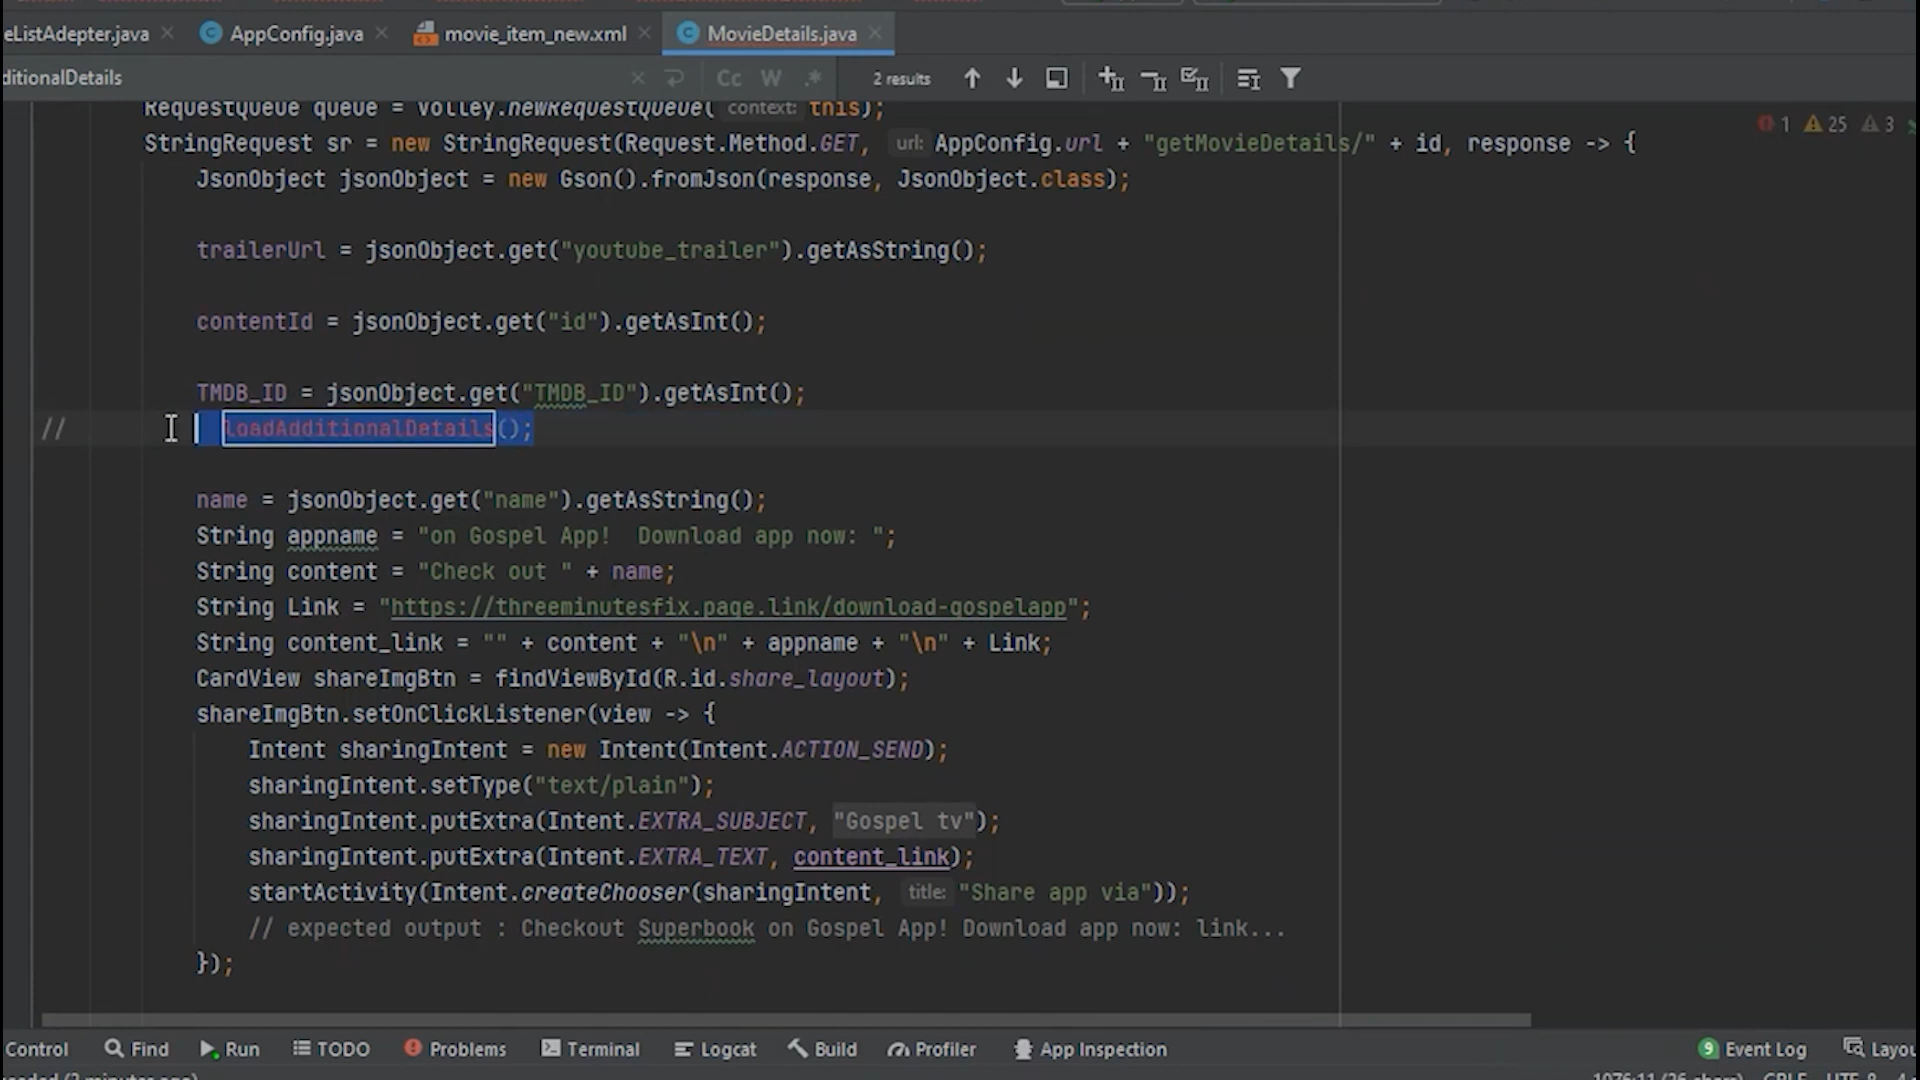 eListAdepter.java AppConfig.java movie_item_new.xml MovieDetails.java
ditionalDetails Cc W .* 2 results
RequestQueue queue = Volley.newRequestQueue( context: this);
1 25 3
StringRequest sr = new StringRequest(Request.Method.GET, url: AppConfig.url + "getMovieDetails/" + id, response -> {
JsonObject jsonObject = new Gson().fromJson(response, JsonObject.class);
trailerUrl = jsonObject.get("youtube_trailer").getAsString();
contentId = jsonObject.get("id").getAsInt();
TMDB_ID = jsonObject.get("TMDB_ID").getAsInt();
// loadAdditionalDetails();
name = jsonObject.get("name").getAsString();
String appname = "on Gospel App!  Download app now: ";
String content = "Check out " + name;
String Link = "https://threeminutesfix.page.link/download-gospelapp";
String content_link = "" + content + "\n" + appname + "\n" + Link;
CardView shareImgBtn = findViewById(R.id.share_layout);
shareImgBtn.setOnClickListener(view -> {
Intent sharingIntent = new Intent(Intent.ACTION_SEND);
sharingIntent.setType("text/plain");
sharingIntent.putExtra(Intent.EXTRA_SUBJECT, "Gospel tv");
sharingIntent.putExtra(Intent.EXTRA_TEXT, content_link);
startActivity(Intent.createChooser(sharingIntent, title: "Share app via"));
// expected output : Checkout Superbook on Gospel App! Download app now: link...
});
Control Find Run TODO Problems Terminal Logcat Build Profiler App Inspection 9 Event Log Layou